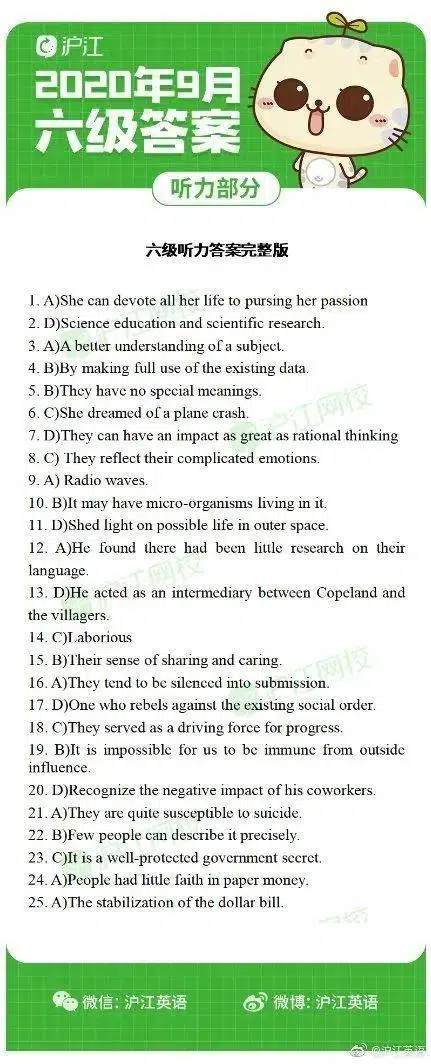 沪江
2020年9月
六级答案
听力部分
六级听力答案完整版
1. A)She can devote all her life to pursing her passion
2. D)Science education and scientific research.
3. A)A better understanding of a subject.
4. B)By making full use of the existing data.
5. B)They have no special meanings.
6. C)She dreamed of a plane crash.
7. D)They can have an impact as great as rational thinking
8. C) They reflect their complicated emotions.
9. A) Radio waves.
10. B)It may have micro-organisms living in it.
11. D)Shed light on possible life in outer space.
12. A)He found there had been little research on their
language.
13. D)He acted as an intermediary between Copeland and
the villagers.
14. C)Laborious
15. B)Their sense of sharing and caring.
16. A)They tend to be silenced into submission.
17. D)One who rebels against the existing social order.
18. C)They served as a driving force for progress.
19. B)It is impossible for us to be immune from outside
influence.
20. D)Recognize the negative impact of his coworkers.
21. A)They are quite susceptible to suicide.
22. B)Few people can describe it precisely.
23. C)It is a well-protected government secret.
24. A)People had little faith in paper money.
25. A)The stabilization of the dollar bill.
沪江网校
沪江网校
沪江网校
沪江网校
微信: 沪江英语
微博: 沪江英语
@沪江英语